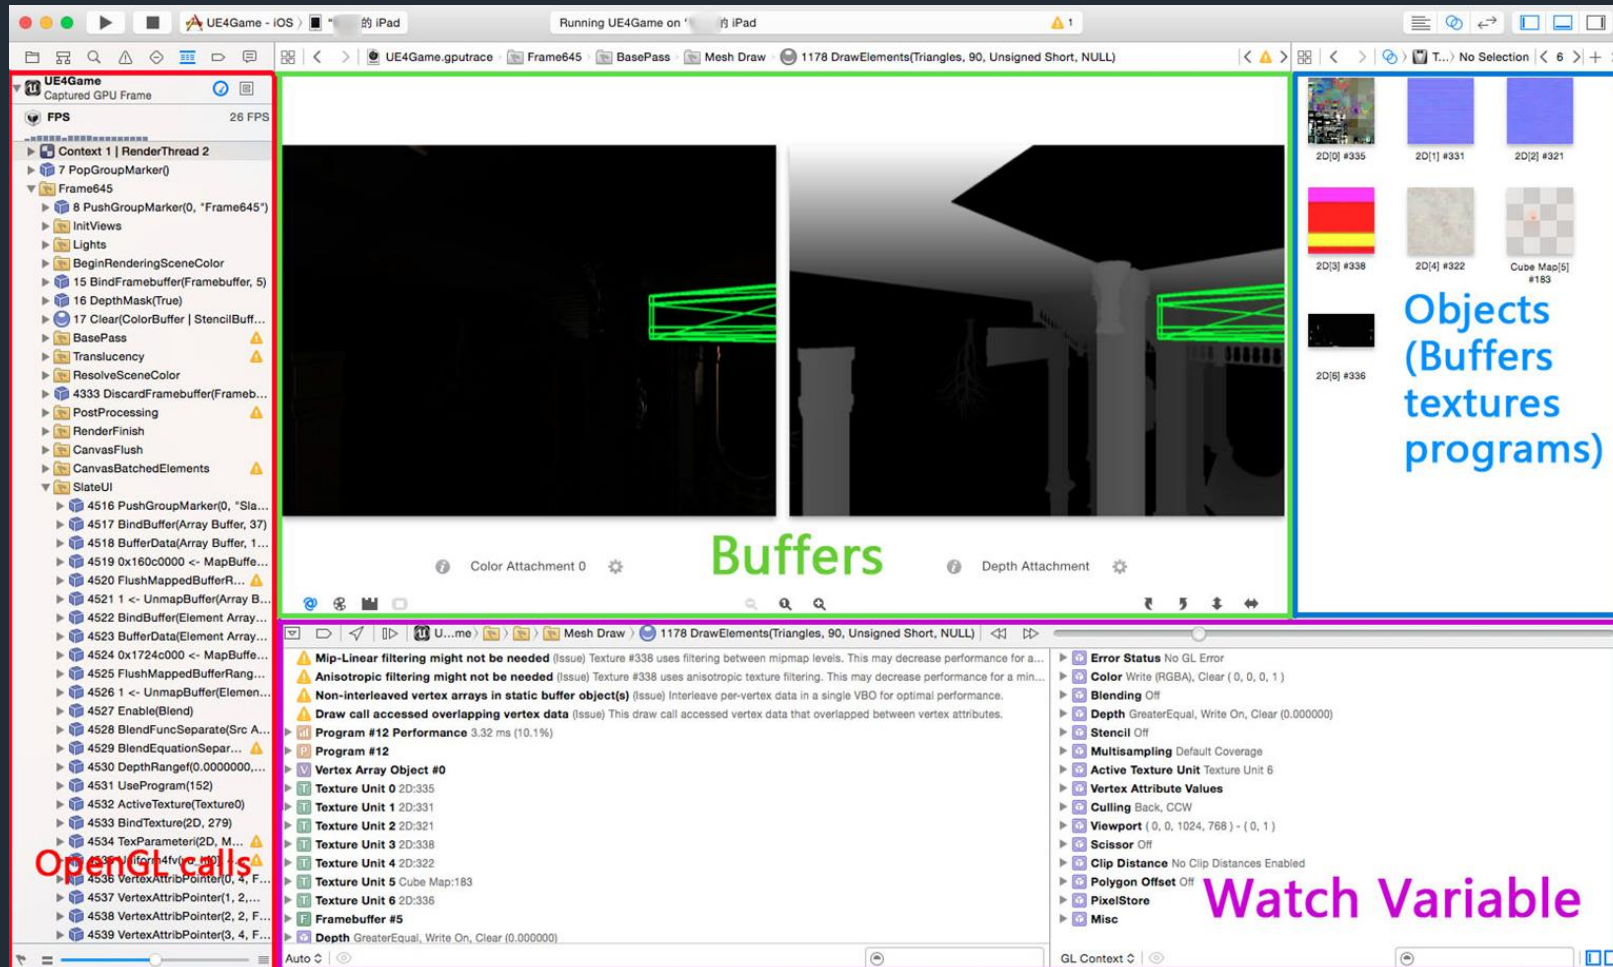 UE4Game - iOS
的 iPad
Running UE4Game on
的 iPad
1
UE4Game.gputrace
Frame645
BasePass
Mesh Draw
1178 DrawElements(Triangles, 90, Unsigned Short, NULL)
T...
No Selection
6
UE4Game
Captured GPU Frame
FPS
26 FPS
Context 1 | RenderThread 2
7 PopGroupMarker()
Frame645
8 PushGroupMarker(0, "Frame645")
InitViews
Lights
BeginRenderingSceneColor
15 BindFramebuffer(Framebuffer, 5)
16 DepthMask(True)
17 Clear(ColorBuffer | StencilBuff...
BasePass
Translucency
ResolveSceneColor
4333 DiscardFramebuffer(Frameb...
PostProcessing
RenderFinish
CanvasFlush
CanvasBatchedElements
SlateUI
4516 PushGroupMarker(0, "Sla...
4517 BindBuffer(Array Buffer, 37)
4518 BufferData(Array Buffer, 1...
4519 0x160c0000 <- MapBuffe...
4520 FlushMappedBufferR...
4521 1 <- UnmapBuffer(Array B...
4522 BindBuffer(Element Array...
4523 BufferData(Element Array...
4524 0x1724c000 <- MapBuffe...
4525 FlushMappedBufferRang...
4526 1 <- UnmapBuffer(Elemen...
4527 Enable(Blend)
4528 BlendFuncSeparate(Src A...
4529 BlendEquationSepar...
4530 DepthRangef(0.0000000,...
4531 UseProgram(152)
4532 ActiveTexture(Texture0)
4533 BindTexture(2D, 279)
4534 TexParameteri(2D, M...
OpenGL calls
4536 VertexAttribPointer(0, 4, F...
4537 VertexAttribPointer(1, 2,...
4538 VertexAttribPointer(2, 2, F...
4539 VertexAttribPointer(3, 4, F...
Color Attachment 0
Buffers
Depth Attachment
2D[0] #335
2D[1] #331
2D[2] #321
2D[3] #338
2D[4] #322
Cube Map[5]
#183
2D[6] #336
Objects
(Buffers
textures
programs)
U...me
Mesh Draw
1178 DrawElements(Triangles, 90, Unsigned Short, NULL)
Mip-Linear filtering might not be needed (Issue) Texture #338 uses filtering between mipmap levels. This may decrease performance for a...
Anisotropic filtering might not be needed (Issue) Texture #338 uses anisotropic texture filtering. This may decrease performance for a min...
Non-interleaved vertex arrays in static buffer object(s) (Issue) Interleave per-vertex data in a single VBO for optimal performance.
Draw call accessed overlapping vertex data (Issue) This draw call accessed vertex data that overlapped between vertex attributes.
Program #12 Performance 3.32 ms (10.1%)
Program #12
Vertex Array Object #0
Texture Unit 0 2D:335
Texture Unit 1 2D:331
Texture Unit 2 2D:321
Texture Unit 3 2D:338
Texture Unit 4 2D:322
Texture Unit 5 Cube Map:183
Texture Unit 6 2D:336
Framebuffer #5
Depth GreaterEqual, Write On, Clear (0.000000)
Auto
Error Status No GL Error
Color Write (RGBA), Clear ( 0, 0, 0, 1 )
Blending Off
Depth GreaterEqual, Write On, Clear (0.000000)
Stencil Off
Multisampling Default Coverage
Active Texture Unit Texture Unit 6
Vertex Attribute Values
Culling Back, CCW
Viewport ( 0, 0, 1024, 768 ) - ( 0, 1 )
Scissor Off
Clip Distance No Clip Distances Enabled
Polygon Offset Off
PixelStore
Misc
Watch Variable
GL Context